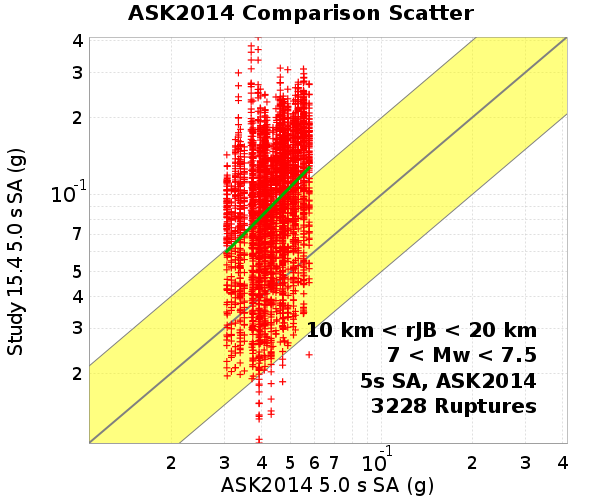 ASK2014 Comparison Scatter
Study 15.4 5.0 s SA (g)
4
3
2
10-1
7
5
4
3
2
10 km < rJB < 20 km
7 < Mw < 7.5
5s SA, ASK2014
3228 Ruptures
2 3 4 5 6 7 10-1 2 3 4
ASK2014 5.0 s SA (g)